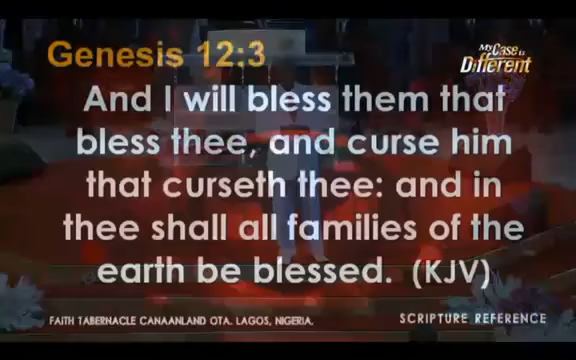 Genesis 12;3
My Case is
Different
And I will bless them that
bless thee, and curse him
that curseth thee: and in
thee shall all families of the
earth be blessed. (KJV)
FAITH TABERNACLE CANAANLAND OTA. LAGOS, NIGERIA.
SCRIPTURE REFERENCE